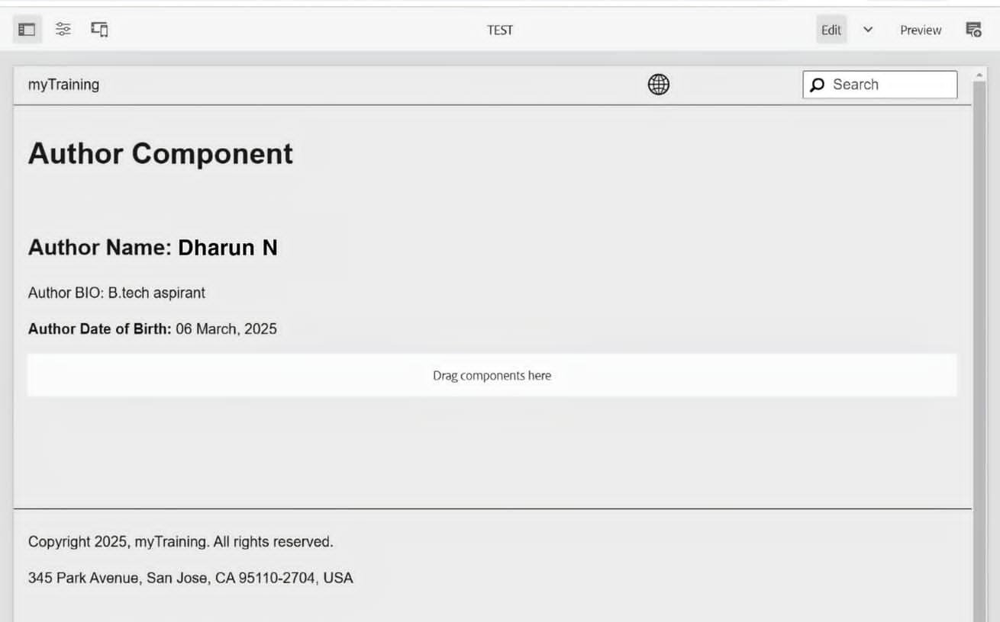 TEST
Edit
Preview
myTraining
Search
Author Component
Author Name: Dharun N
Author BIO: B.tech aspirant
Author Date of Birth: 06 March, 2025
Drag components here
Copyright 2025, myTraining. All rights reserved.
345 Park Avenue, San Jose, CA 95110-2704, USA